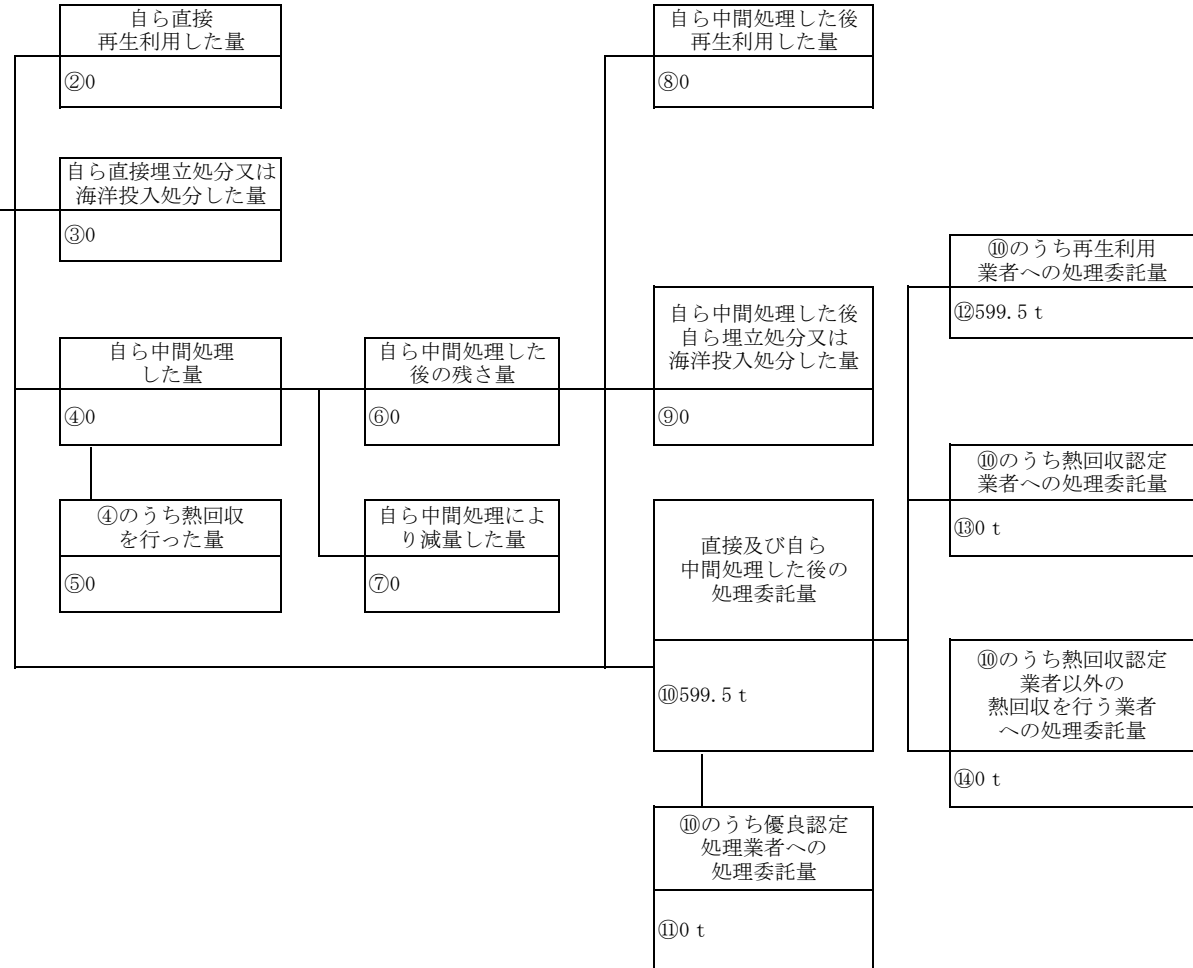 自ら直接
再生利用した量
②0
自ら中間処理した後
再生利用した量
⑧0
自ら直接埋立処分又は
海洋投入処分した量
③0
⑩のうち再生利用
業者への処理委託量
⑫599.5 t
自ら中間処理した後
自ら埋立処分又は
海洋投入処分した量
⑨0
自ら中間処理
した量
④0
自ら中間処理した
後の残さ量
⑥0
⑩のうち熱回収認定
業者への処理委託量
⑬0 t
④のうち熱回収
を行った量
⑤0
自ら中間処理によ
り減量した量
⑦0
直接及び自ら
中間処理した後の
処理委託量
⑩599.5 t
⑩のうち熱回収認定
業者以外の
熱回収を行う業者
への処理委託量
⑭0 t
⑩のうち優良認定
処理業者への
処理委託量
⑪0 t